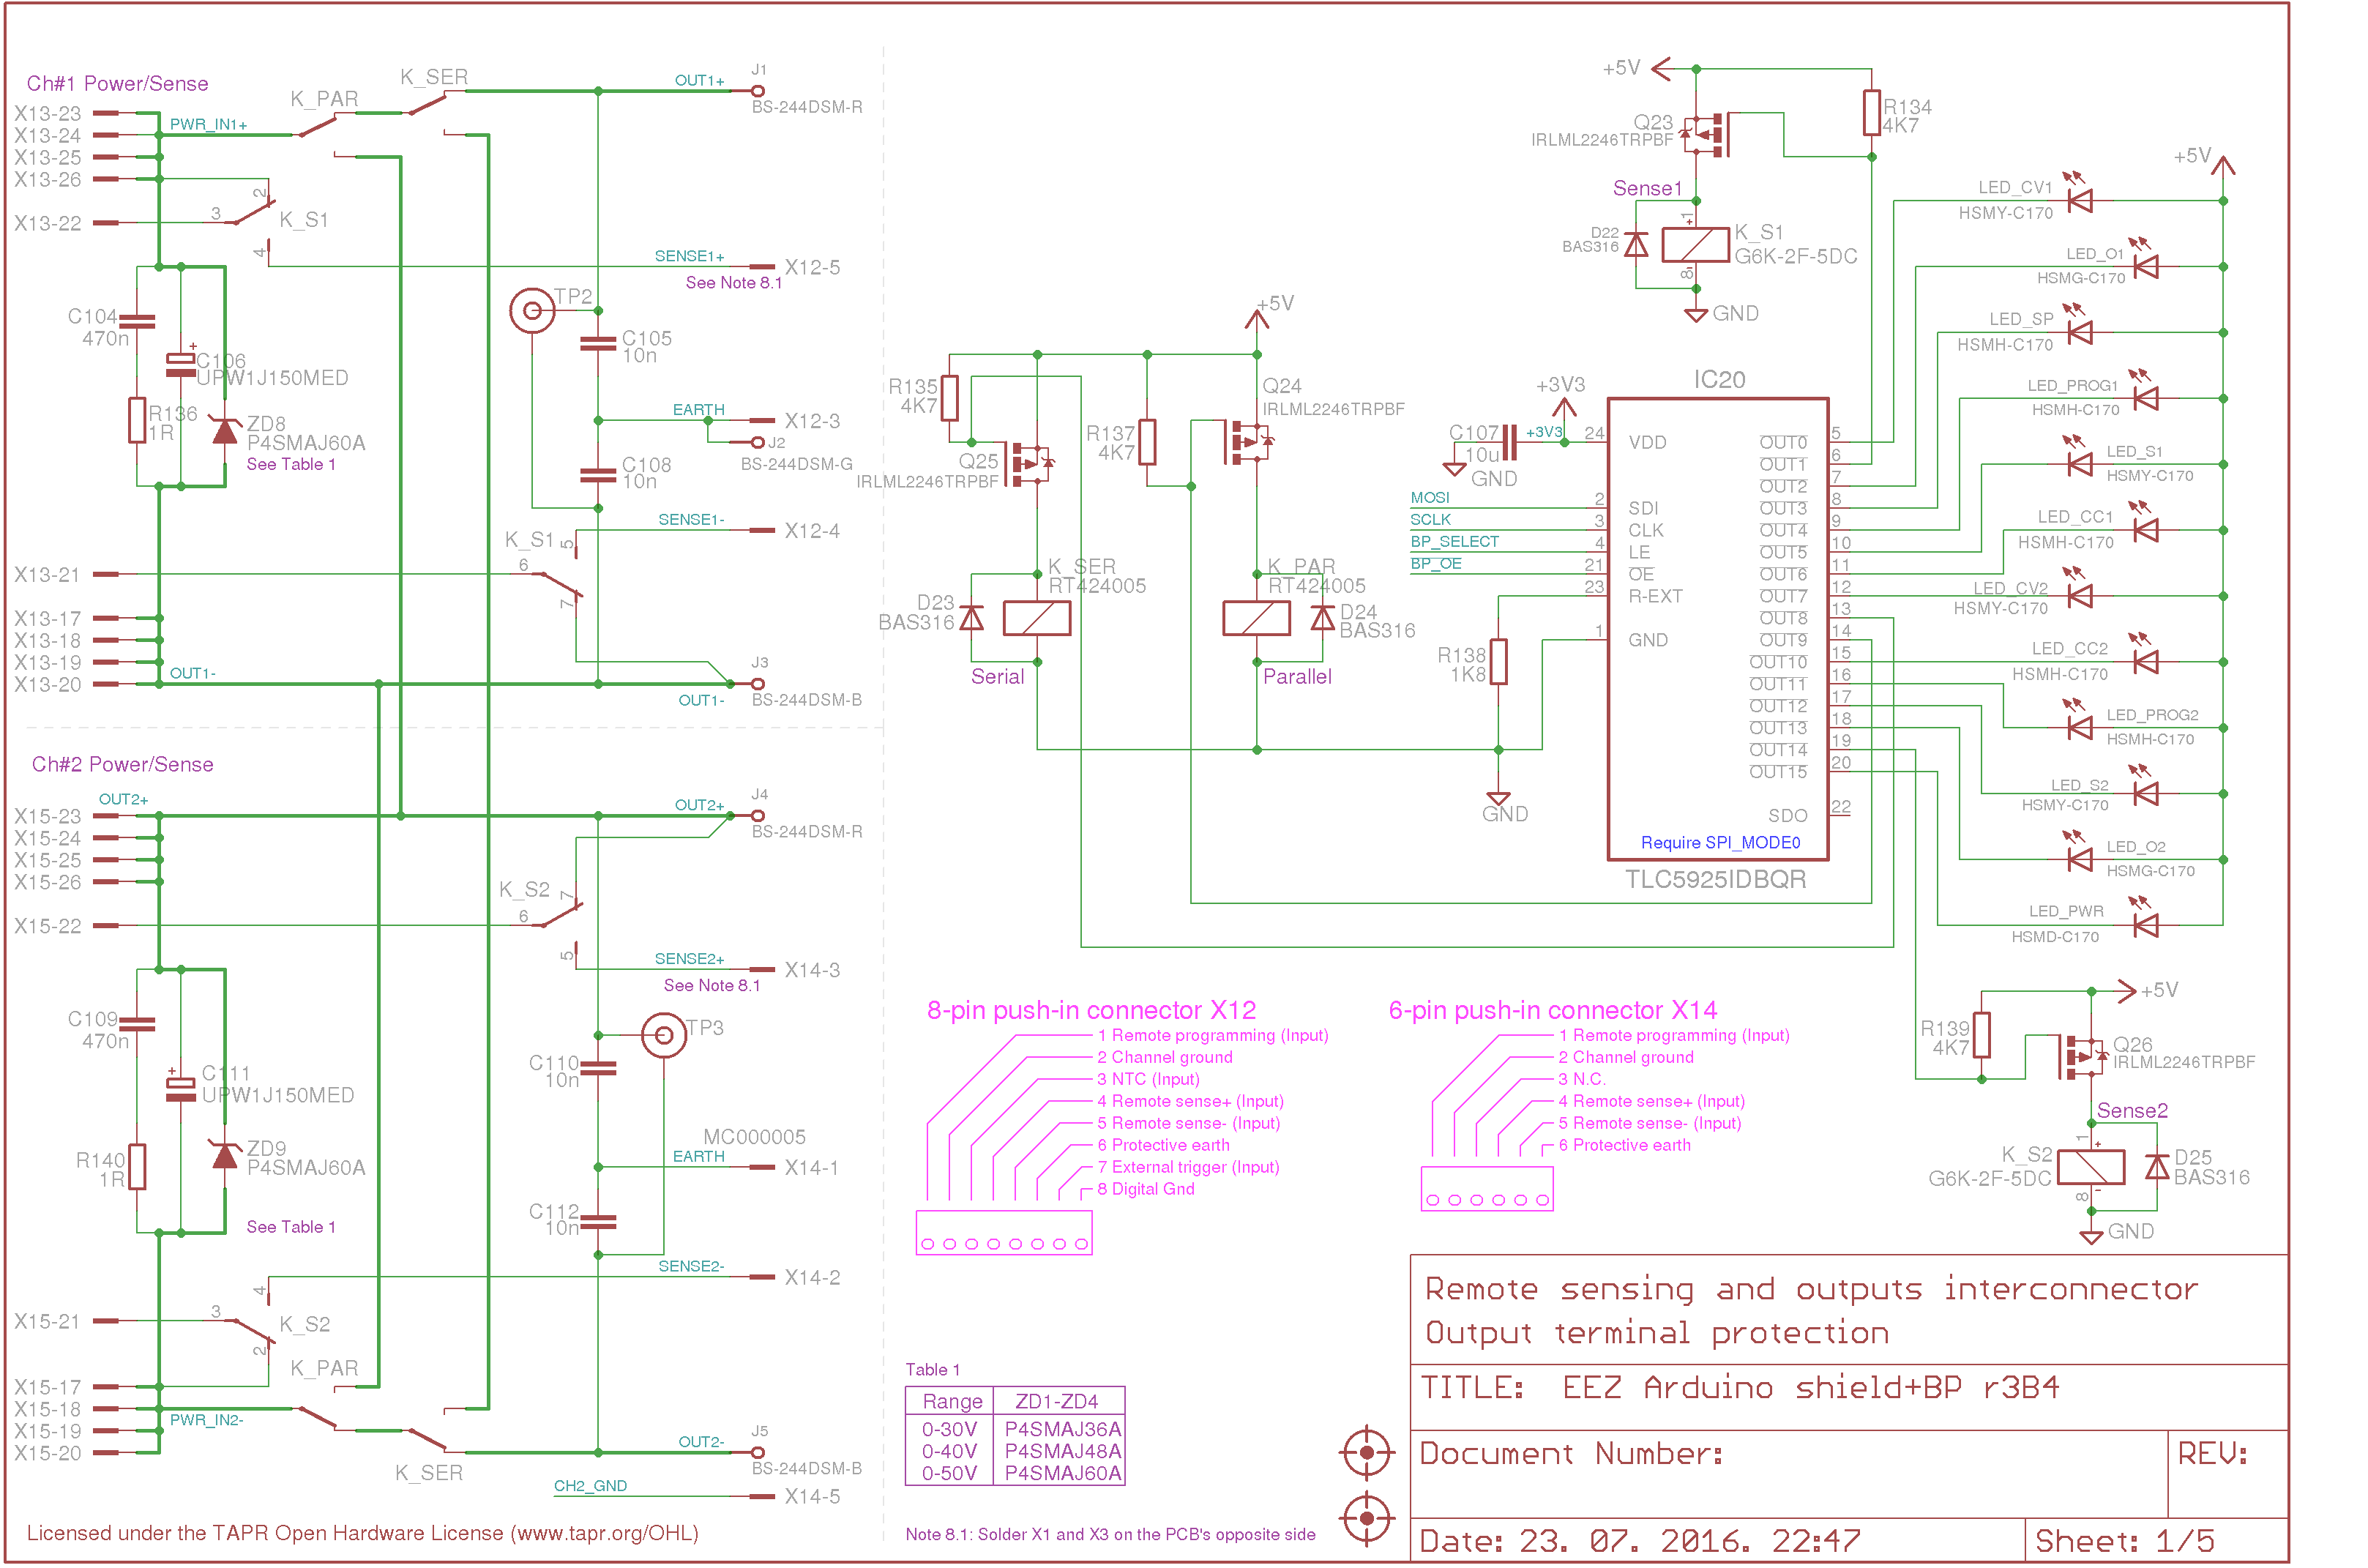 Ch#1 Power/Sense
X13-23
X13-24
X13-25
X13-26
X13-22
PWR_IN1+
K_PAR
K_SER
OUT1+
J1
BS-244DSM-R
2
3
4
K_S1
SENSE1+
X12-5
See Note 8.1
C104
470n
C106
+
UPW1J150MED
R136
1R
ZD8
P4SMAJ60A
See Table 1
TP2
C105
10n
EARTH
X12-3
J2
BS-244DSM-G
C108
10n
SENSE1-
X12-4
K_S1
5
6
7
X13-21
X13-17
X13-18
X13-19
X13-20
OUT1-
J3
OUT1-
BS-244DSM-B
Ch#2 Power/Sense
OUT2+
X15-23
X15-24
X15-25
X15-26
X15-22
OUT2+
J4
BS-244DSM-R
K_S2
7
6
5
SENSE2+
X14-3
See Note 8.1
C109
470n
+
C111
UPW1J150MED
R140
1R
ZD9
P4SMAJ60A
See Table 1
TP3
C110
10n
MC000005
EARTH
X14-1
C112
10n
SENSE2-
X14-2
4
3
2
K_S2
X15-21
X15-17
X15-18
X15-19
X15-20
PWR_IN2-
K_PAR
K_SER
OUT2-
J5
BS-244DSM-B
CH2_GND
X14-5
Licensed under the TAPR Open Hardware License (www.tapr.org/OHL)
+5V
R134
4K7
Q23
IRLML2246TRPBF
Sense1
D22
BAS316
1
+
8
-
K_S1
G6K-2F-5DC
GND
+5V
R135
4K7
Q25
IRLML2246TRPBF
R137
4K7
Q24
IRLML2246TRPBF
K_SER
RT424005
D23
BAS316
Serial
K_PAR
RT424005
D24
BAS316
Parallel
+3V3
+3V3
C107
10u
GND
MOSI
SCLK
BP_SELECT
BP_OE
R138
1K8
GND
IC20
24 VDD
2 SDI
3 CLK
4 LE
21 OE
23 R-EXT
1 GND
OUT0 5
OUT1 6
OUT2 7
OUT3 8
OUT4 9
OUT5 10
OUT6 11
OUT7 12
OUT8 13
OUT9 14
OUT10 15
OUT11 16
OUT12 17
OUT13 18
OUT14 19
OUT15 20
SDO 22
Require SPI_MODE0
TLC5925IDBQR
+5V
LED_CV1
HSMY-C170
LED_O1
HSMG-C170
LED_SP
HSMH-C170
LED_PROG1
HSMH-C170
LED_S1
HSMY-C170
LED_CC1
HSMH-C170
LED_CV2
HSMY-C170
LED_CC2
HSMH-C170
LED_PROG2
HSMH-C170
LED_S2
HSMY-C170
LED_O2
HSMG-C170
LED_PWR
HSMD-C170
+5V
R139
4K7
Q26
IRLML2246TRPBF
Sense2
K_S2
G6K-2F-5DC
1
+
8
-
D25
BAS316
GND
8-pin push-in connector X12
1 Remote programming (Input)
2 Channel ground
3 NTC (Input)
4 Remote sense+ (Input)
5 Remote sense- (Input)
6 Protective earth
7 External trigger (Input)
8 Digital Gnd
6-pin push-in connector X14
1 Remote programming (Input)
2 Channel ground
3 N.C.
4 Remote sense+ (Input)
5 Remote sense- (Input)
6 Protective earth
Table 1
Range ZD1-ZD4
0-30V P4SMAJ36A
0-40V P4SMAJ48A
0-50V P4SMAJ60A
Note 8.1: Solder X1 and X3 on the PCB's opposite side
Remote sensing and outputs interconnector
Output terminal protection
TITLE: EEZ Arduino shield+BP r3B4
Document Number:
REV:
Date: 23. 07. 2016. 22:47
Sheet: 1/5